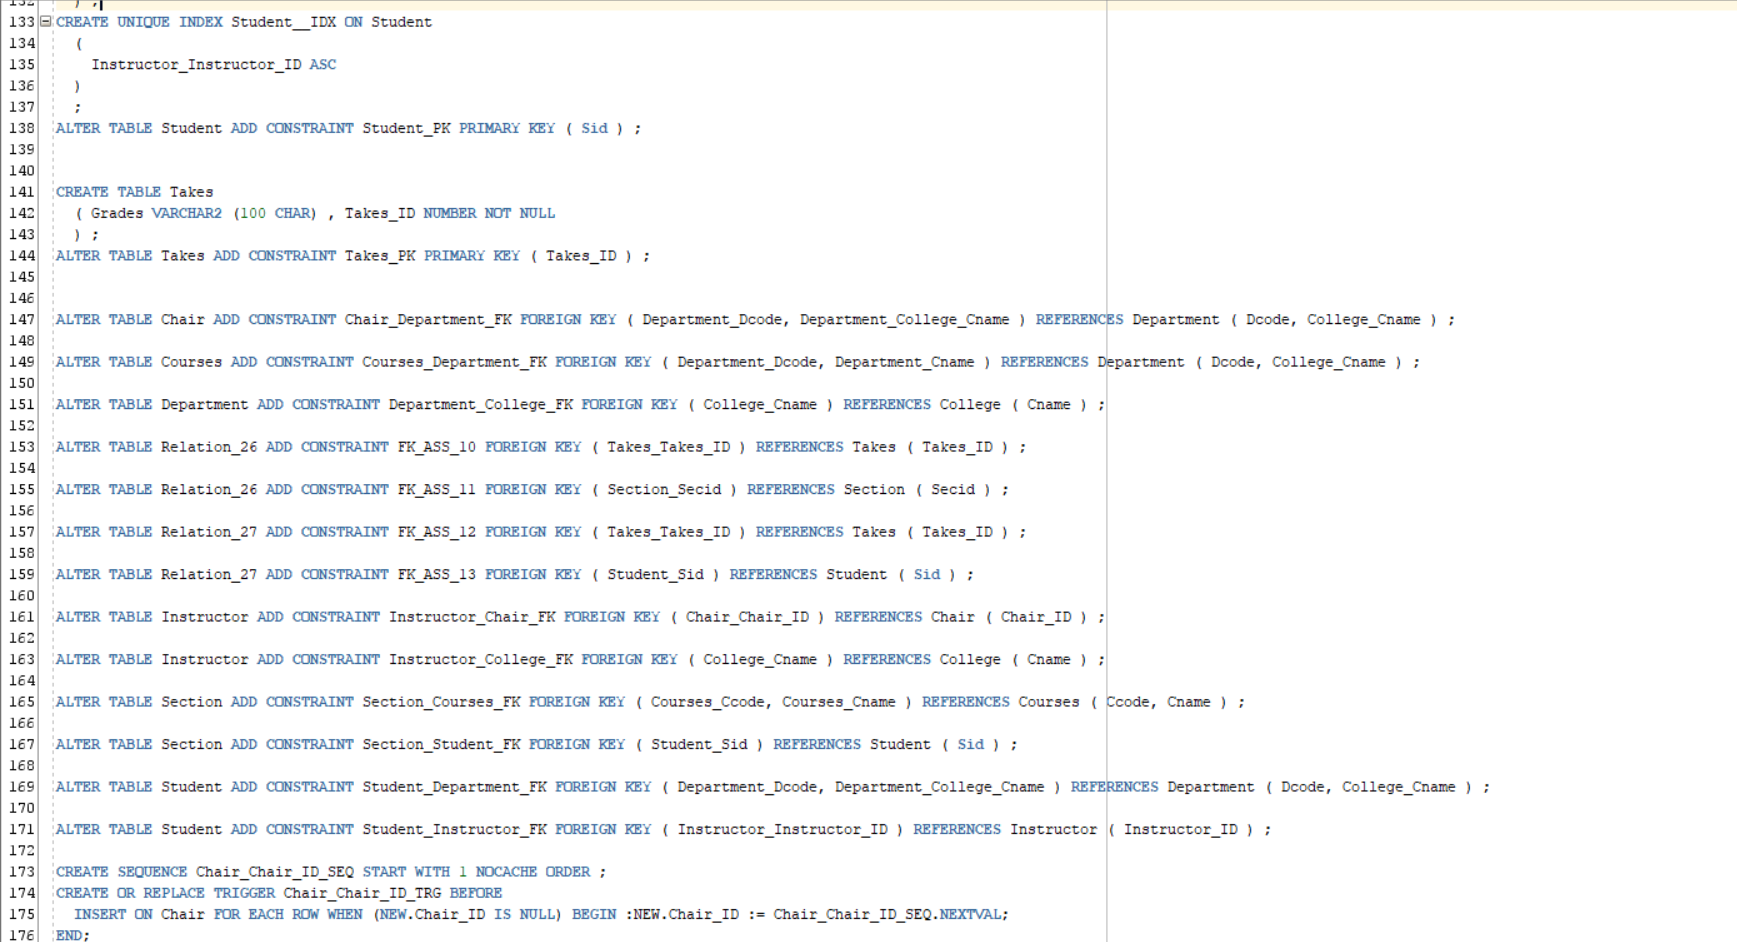 132 ) ;
133 CREATE UNIQUE INDEX Student__IDX ON Student
134 (
135 Instructor_Instructor_ID ASC
136 )
137 ;
138 ALTER TABLE Student ADD CONSTRAINT Student_PK PRIMARY KEY ( Sid ) ;
139
140
141 CREATE TABLE Takes
142 ( Grades VARCHAR2 (100 CHAR) , Takes_ID NUMBER NOT NULL
143 ) ;
144 ALTER TABLE Takes ADD CONSTRAINT Takes_PK PRIMARY KEY ( Takes_ID ) ;
145
146
147 ALTER TABLE Chair ADD CONSTRAINT Chair_Department_FK FOREIGN KEY ( Department_Dcode, Department_College_Cname ) REFERENCES Department ( Dcode, College_Cname ) ;
148
149 ALTER TABLE Courses ADD CONSTRAINT Courses_Department_FK FOREIGN KEY ( Department_Dcode, Department_Cname ) REFERENCES Department ( Dcode, College_Cname ) ;
150
151 ALTER TABLE Department ADD CONSTRAINT Department_College_FK FOREIGN KEY ( College_Cname ) REFERENCES College ( Cname ) ;
152
153 ALTER TABLE Relation_26 ADD CONSTRAINT FK_ASS_10 FOREIGN KEY ( Takes_Takes_ID ) REFERENCES Takes ( Takes_ID ) ;
154
155 ALTER TABLE Relation_26 ADD CONSTRAINT FK_ASS_11 FOREIGN KEY ( Section_Secid ) REFERENCES Section ( Secid ) ;
156
157 ALTER TABLE Relation_27 ADD CONSTRAINT FK_ASS_12 FOREIGN KEY ( Takes_Takes_ID ) REFERENCES Takes ( Takes_ID ) ;
158
159 ALTER TABLE Relation_27 ADD CONSTRAINT FK_ASS_13 FOREIGN KEY ( Student_Sid ) REFERENCES Student ( Sid ) ;
160
161 ALTER TABLE Instructor ADD CONSTRAINT Instructor_Chair_FK FOREIGN KEY ( Chair_Chair_ID ) REFERENCES Chair ( Chair_ID ) ;
162
163 ALTER TABLE Instructor ADD CONSTRAINT Instructor_College_FK FOREIGN KEY ( College_Cname ) REFERENCES College ( Cname ) ;
164
165 ALTER TABLE Section ADD CONSTRAINT Section_Courses_FK FOREIGN KEY ( Courses_Ccode, Courses_Cname ) REFERENCES Courses ( Ccode, Cname ) ;
166
167 ALTER TABLE Section ADD CONSTRAINT Section_Student_FK FOREIGN KEY ( Student_Sid ) REFERENCES Student ( Sid ) ;
168
169 ALTER TABLE Student ADD CONSTRAINT Student_Department_FK FOREIGN KEY ( Department_Dcode, Department_College_Cname ) REFERENCES Department ( Dcode, College_Cname ) ;
170
171 ALTER TABLE Student ADD CONSTRAINT Student_Instructor_FK FOREIGN KEY ( Instructor_Instructor_ID ) REFERENCES Instructor ( Instructor_ID ) ;
172
173 CREATE SEQUENCE Chair_Chair_ID_SEQ START WITH 1 NOCACHE ORDER ;
174 CREATE OR REPLACE TRIGGER Chair_Chair_ID_TRG BEFORE
175 INSERT ON Chair FOR EACH ROW WHEN (NEW.Chair_ID IS NULL) BEGIN :NEW.Chair_ID := Chair_Chair_ID_SEQ.NEXTVAL;
176 END;